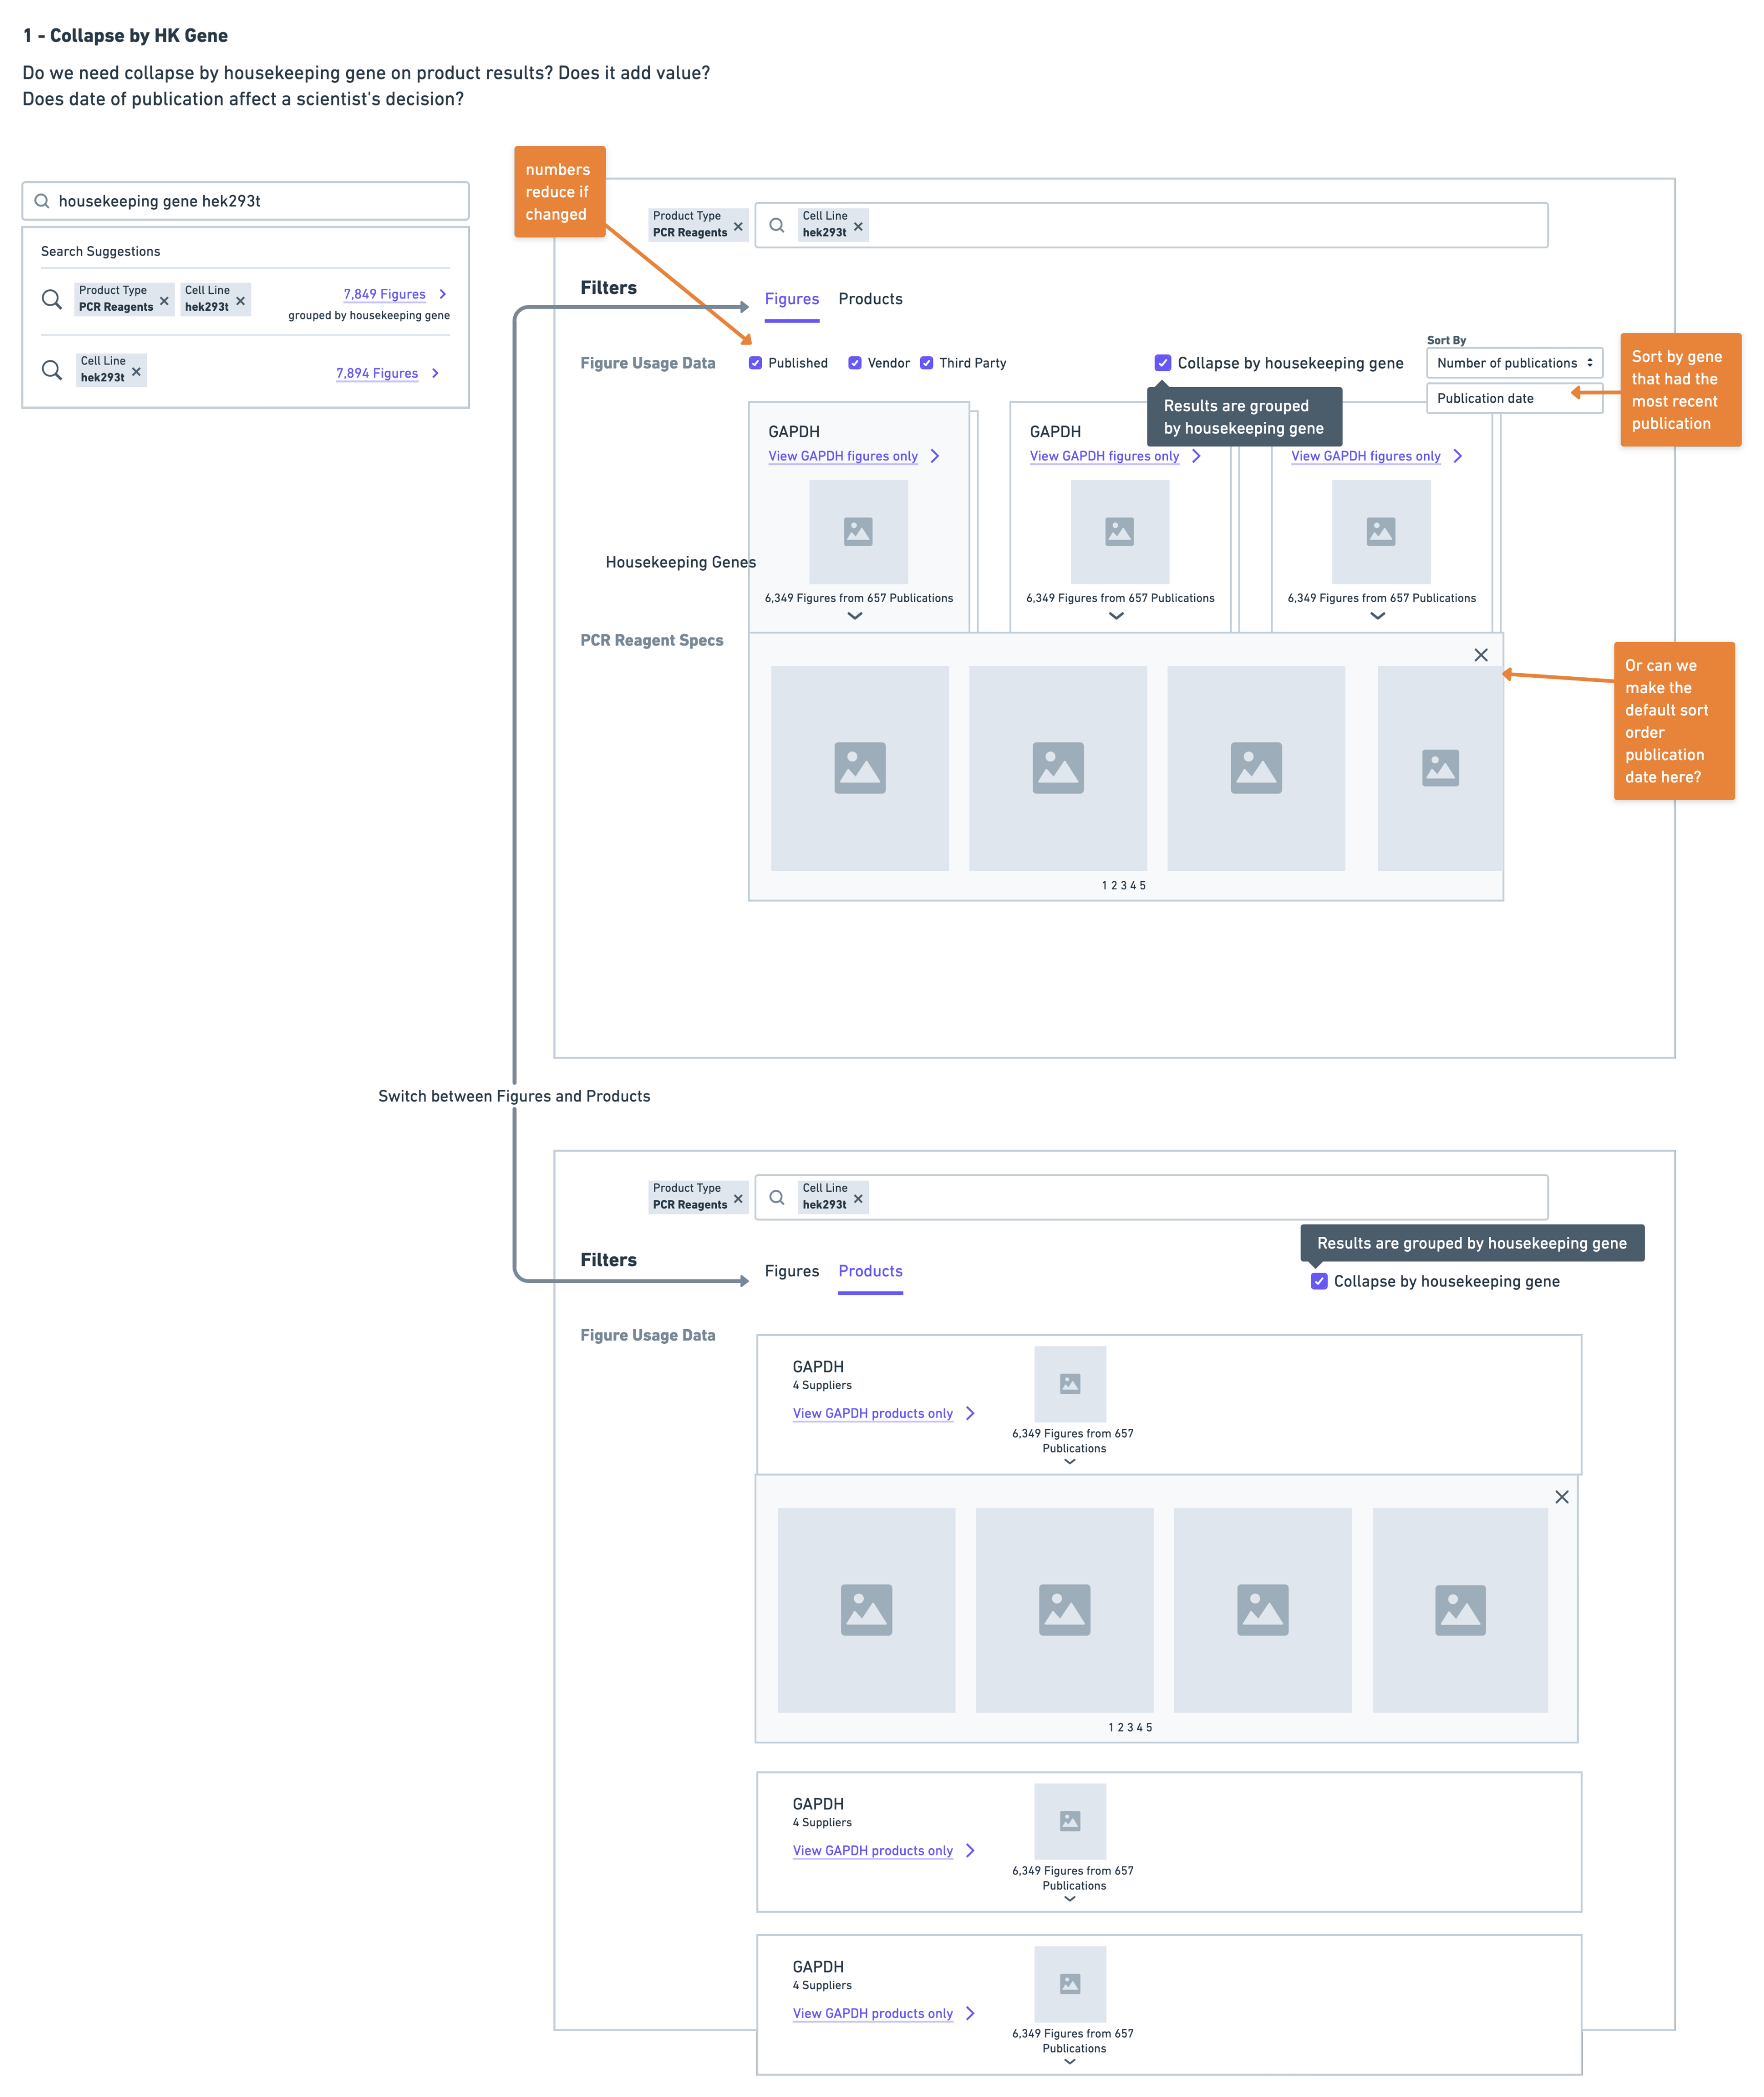 1 - Collapse by HK Gene
Do we need collapse by housekeeping gene on product results? Does it add value?
Does date of publication affect a scientist's decision?
housekeeping gene hek293t
Search Suggestions
Product Type
PCR Reagents
Cell Line
hek293t
7,849 Figures
grouped by housekeeping gene
Cell Line
hek293t
7,894 Figures
numbers
reduce if
changed
Product Type
PCR Reagents
Cell Line
hek293t
Filters
Figures
Products
Figure Usage Data
Published
Vendor
Third Party
Collapse by housekeeping gene
Results are grouped
by housekeeping gene
Sort By
Number of publications
Publication date
Sort by gene
that had the
most recent
publication
GAPDH
View GAPDH figures only
6,349 Figures from 657 Publications
GAPDH
View GAPDH figures only
6,349 Figures from 657 Publications
View GAPDH figures only
6,349 Figures from 657 Publications
Housekeeping Genes
PCR Reagent Specs
Or can we
make the
default sort
order
publication
date here?
1 2 3 4 5
Switch between Figures and Products
Product Type
PCR Reagents
Cell Line
hek293t
Filters
Figures
Products
Results are grouped by housekeeping gene
Collapse by housekeeping gene
Figure Usage Data
GAPDH
4 Suppliers
View GAPDH products only
6,349 Figures from 657
Publications
1 2 3 4 5
GAPDH
4 Suppliers
View GAPDH products only
6,349 Figures from 657
Publications
GAPDH
4 Suppliers
View GAPDH products only
6,349 Figures from 657
Publications